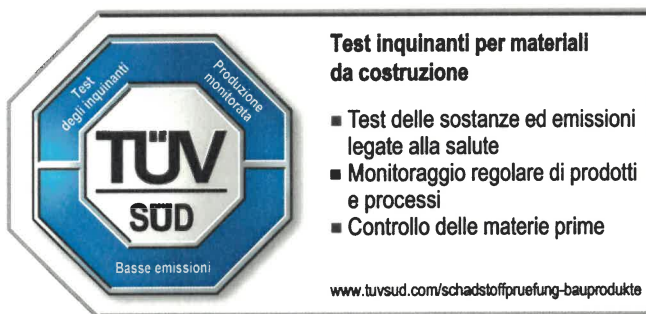 Test
degli inquinanti
Produzione
monitorata
TÜV
SÜD
Basse emissioni
Test inquinanti per materiali
da costruzione
▪ Test delle sostanze ed emissioni
legate alla salute
▪ Monitoraggio regolare di prodotti
e processi
▪ Controllo delle materie prime
www.tuvsud.com/schadstoffpruefung-bauprodukte